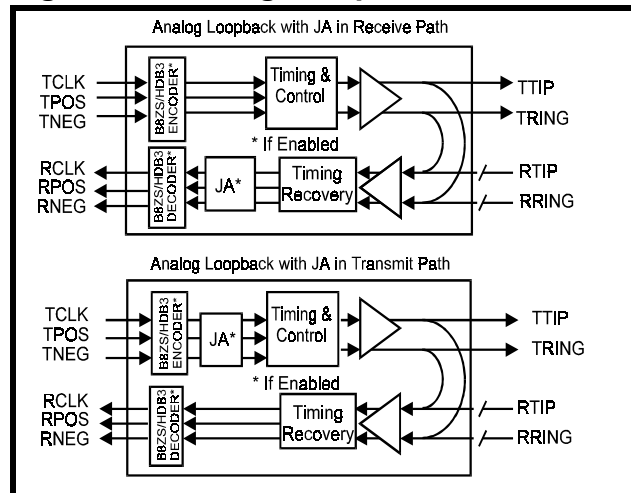 Analog Loopback with JA in Receive Path
TCLK
TPOS
TNEG
B8ZS/HDB3
ENCODER*
Timing &
Control
TTIP
TRING
* If Enabled
RCLK
RPOS
RNEG
B8ZS/HDB3
DECODER*
JA*
Timing
Recovery
RTIP
RRING
Analog Loopback with JA in Transmit Path
TCLK
TPOS
TNEG
B8ZS/HDB3
ENCODER*
JA*
Timing &
Control
TTIP
TRING
* If Enabled
RCLK
RPOS
RNEG
B8ZS/HDB3
DECODER*
Timing
Recovery
RTIP
RRING